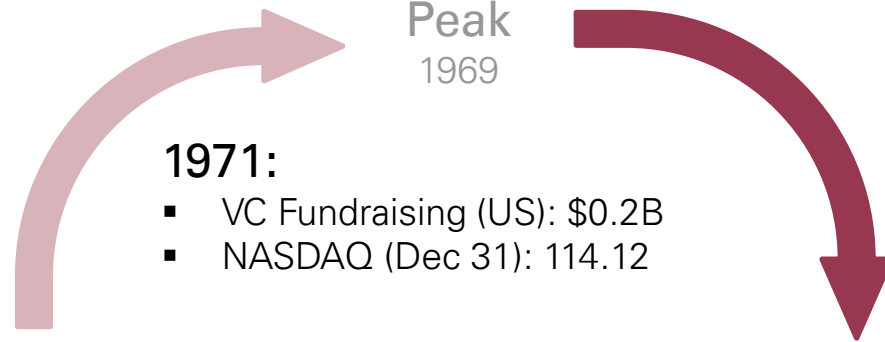 Peak
1969
1971:
▪ VC Fundraising (US): $0.2B
▪ NASDAQ (Dec 31): 114.12